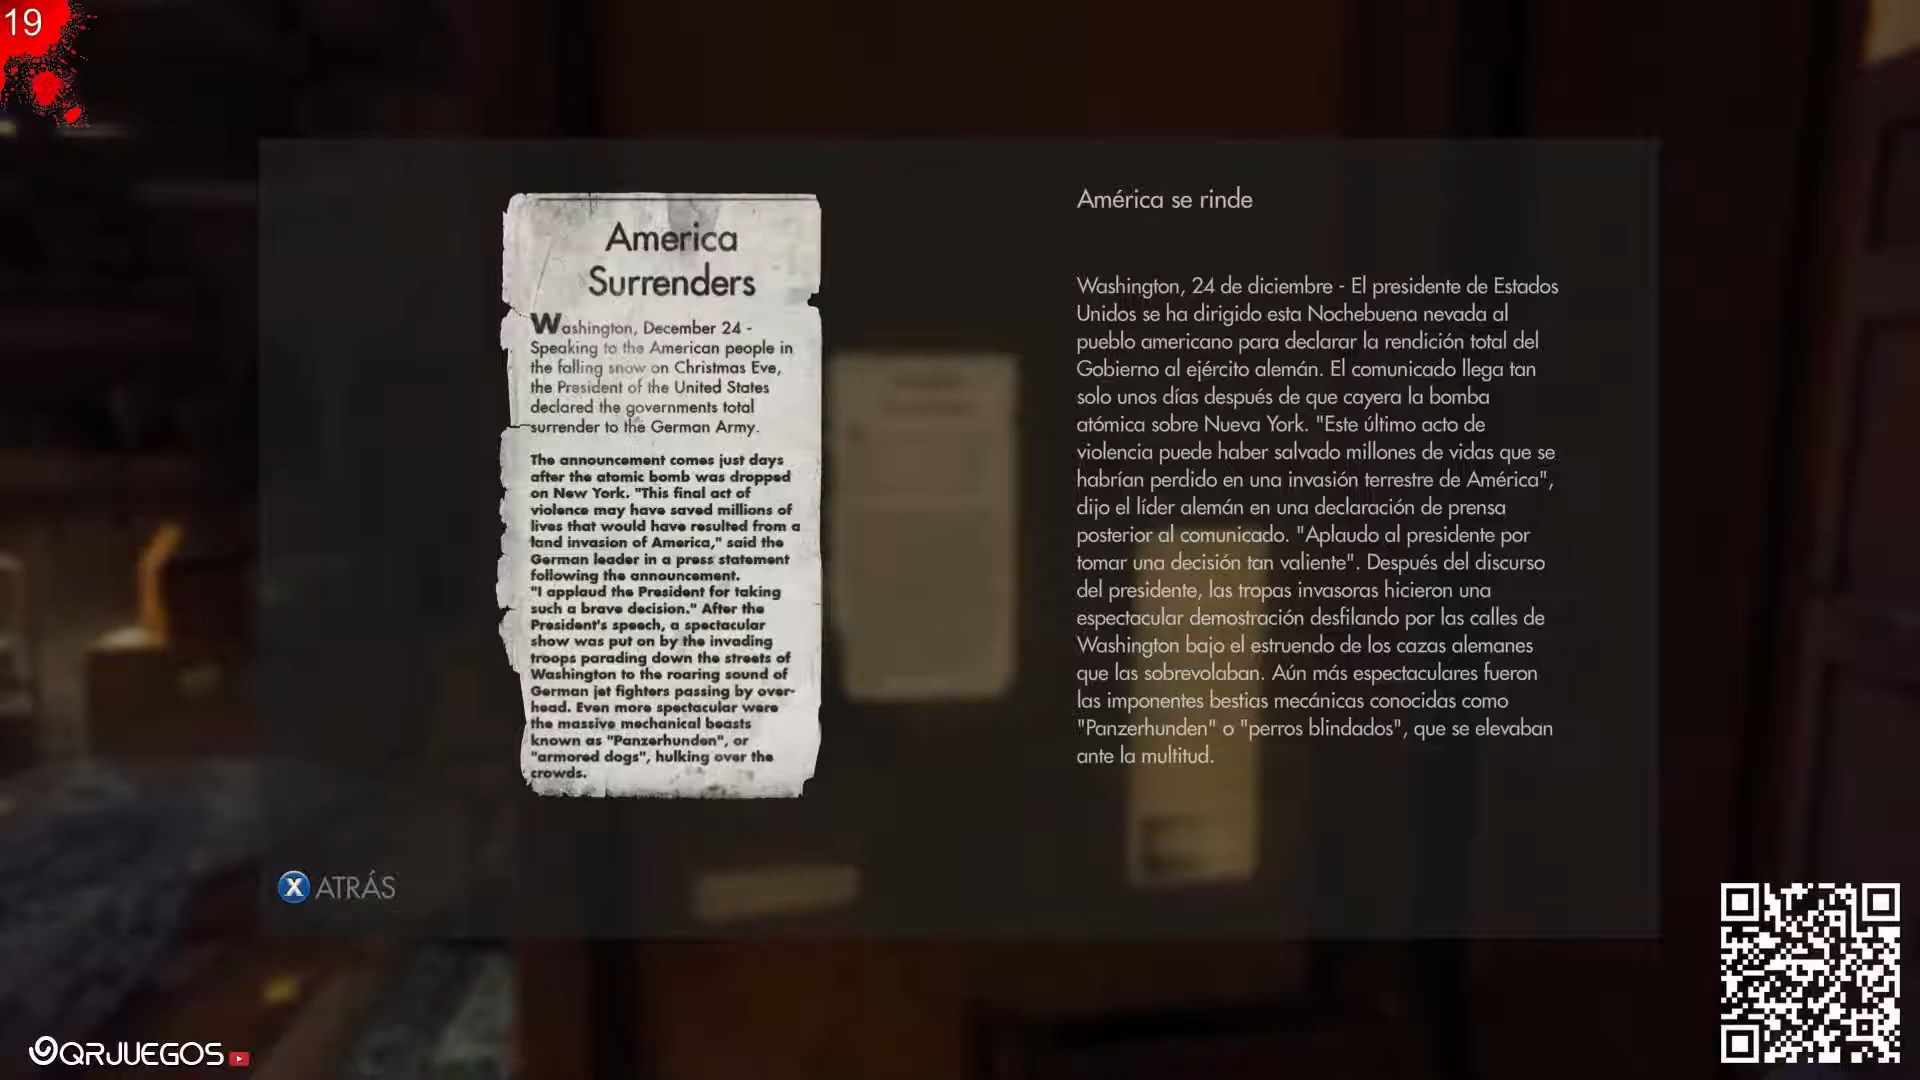 19
America
Surrenders
Washington, December 24 -
Speaking to the American people in
the falling snow on Christmas Eve,
the President of the United States
declared the governments total
surrender to the German Army.
The announcement comes just days
after the atomic bomb was dropped
on New York. "This final act of
violence may have saved millions of
lives that would have resulted from a
land invasion of America," said the
German leader in a press statement
following the announcement.
"I applaud the President for taking
such a brave decision." After the
President's speech, a spectacular
show was put on by the invading
troops parading down the streets of
Washington to the roaring sound of
German jet fighters passing by over-
head. Even more spectacular were
the massive mechanical beasts
known as "Panzerhunden", or
"armored dogs", hulking over the
crowds.
América se rinde
Washington, 24 de diciembre - El presidente de Estados
Unidos se ha dirigido esta Nochebuena nevada al
pueblo americano para declarar la rendición total del
Gobierno al ejército alemán. El comunicado llega tan
solo unos días después de que cayera la bomba
atómica sobre Nueva York. "Este último acto de
violencia puede haber salvado millones de vidas que se
habrían perdido en una invasión terrestre de América",
dijo el líder alemán en una declaración de prensa
posterior al comunicado. "Aplaudo al presidente por
tomar una decisión tan valiente". Después del discurso
del presidente, las tropas invasoras hicieron una
espectacular demostración desfilando por las calles de
Washington bajo el estruendo de los cazas alemanes
que las sobrevolaban. Aún más espectaculares fueron
las imponentes bestias mecánicas conocidas como
"Panzerhunden" o "perros blindados", que se elevaban
ante la multitud.
X ATRÁS
QRJUEGOS